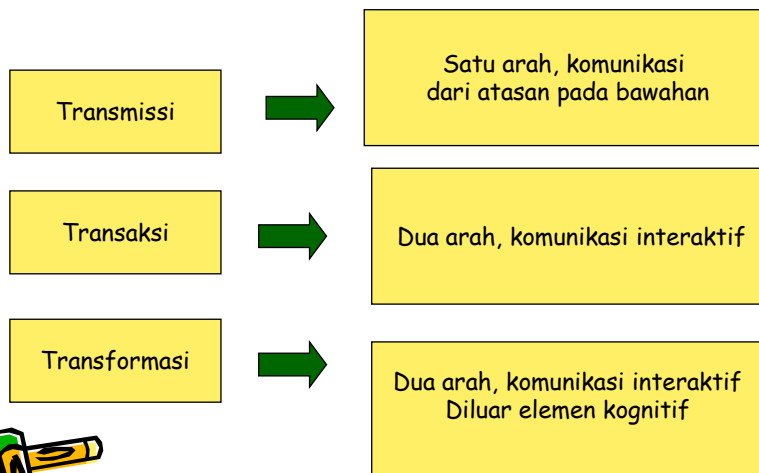 Transmissi
Satu arah, komunikasi
dari atasan pada bawahan
Transaksi
Dua arah, komunikasi interaktif
Transformasi
Dua arah, komunikasi interaktif
Diluar elemen kognitif